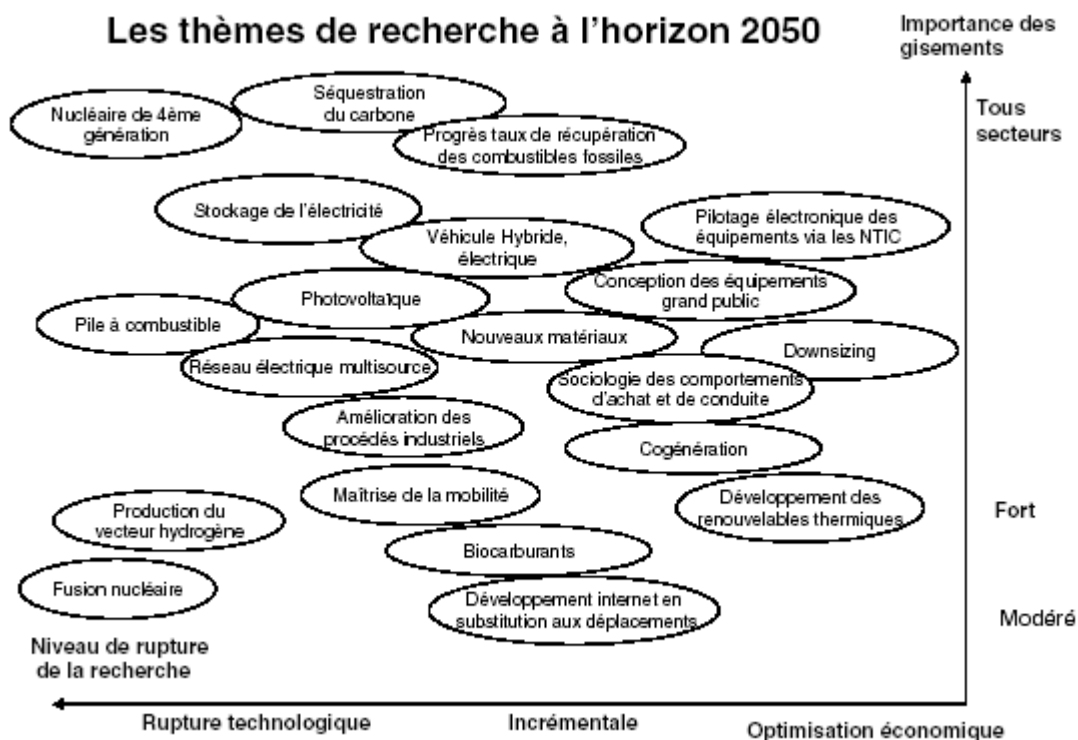 Les thèmes de recherche à l'horizon 2050
Importance des
gisements
Tous
secteurs
Nucléaire de 4ème
génération
Séquestration
du carbone
Progrès taux de récupération
des combustibles fossiles
Stockage de l'électricité
Véhicule Hybride,
électrique
Pilotage électronique des
équipements via les NTIC
Conception des équipements
grand public
Photovoltaïque
Pile à combustible
Nouveaux matériaux
Downsizing
Réseau électrique multisource
Sociologie des comportements
d'achat et de conduite
Amélioration des
procédés industriels
Cogénération
Maîtrise de la mobilité
Développement des
renouvelables thermiques
Fort
Production du
vecteur hydrogène
Biocarburants
Fusion nucléaire
Développement internet en
substitution aux déplacements
Modéré
Niveau de rupture
de la recherche
Rupture technologique
Incrémentale
Optimisation économique